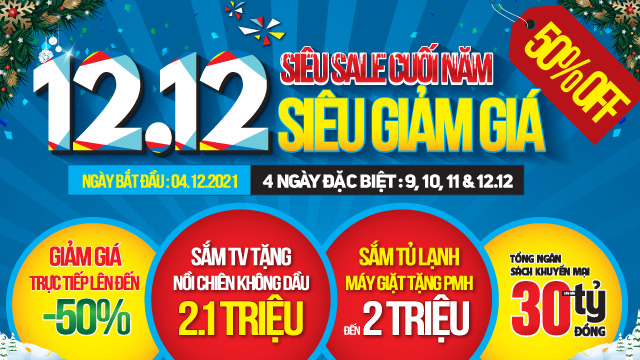 12.12
SIÊU SALE CUỐI NĂM
SIÊU GIẢM GIÁ
50% OFF
NGÀY BẮT ĐẦU : 04.12.2021
4 NGÀY ĐẶC BIỆT : 9, 10, 11 & 12.12
GIẢM GIÁ
TRỰC TIẾP LÊN ĐẾN
-50%
SẮM TV TẶNG
NỒI CHIÊN KHÔNG DẦU
2.1 TRIỆU
SẮM TỦ LẠNH
MÁY GIẶT TẶNG PMH
ĐẾN 2 TRIỆU
TỔNG NGÂN
SÁCH KHUYẾN MẠI
30 tỷ
ĐỒNG